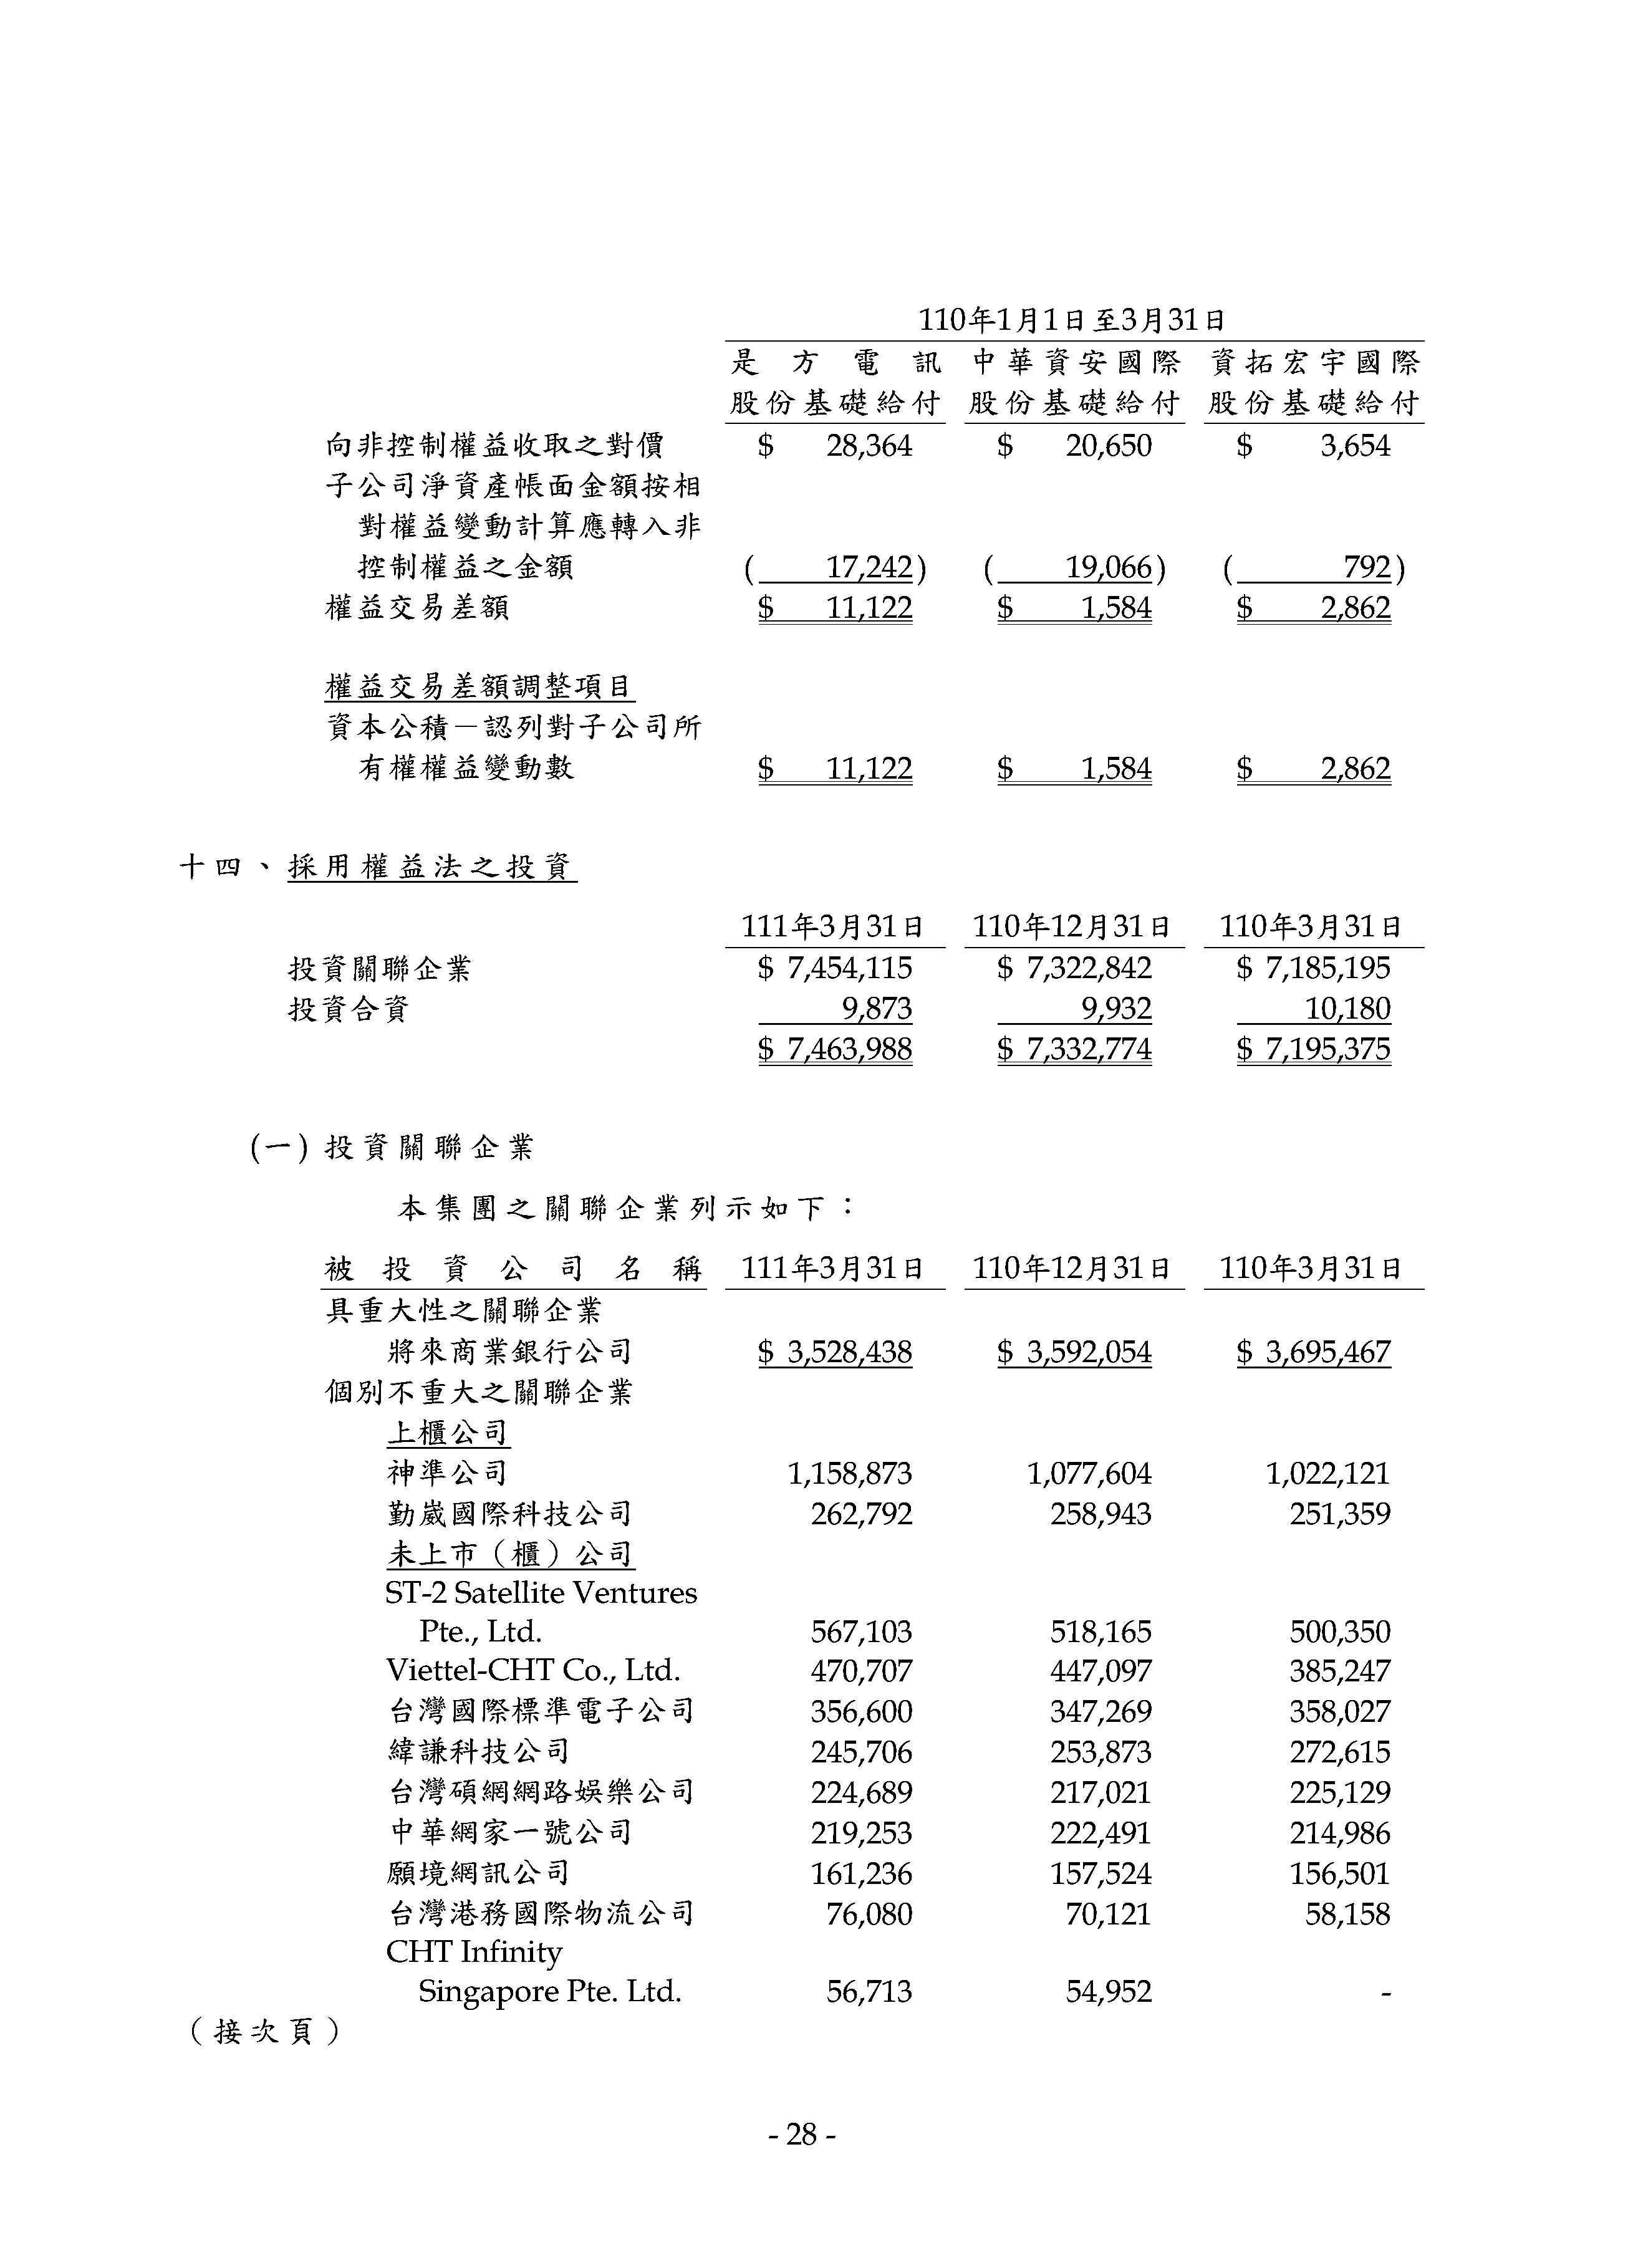 110年1月1日至3月31日
是方電訊 中華資安國際 資拓宏宇國際
股份基礎給付 股份基礎給付 股份基礎給付
向非控制權益收取之對價 $ 28,364 $ 20,650 $ 3,654
子公司淨資產帳面金額按相
對權益變動計算應轉入非
控制權益之金額 ( 17,242) ( 19,066) ( 792)
權益交易差額 $ 11,122 $ 1,584 $ 2,862
權益交易差額調整項目
資本公積－認列對子公司所
有權權益變動數 $ 11,122 $ 1,584 $ 2,862
十四、採用權益法之投資
111年3月31日 110年12月31日 110年3月31日
投資關聯企業 $ 7,454,115 $ 7,322,842 $ 7,185,195
投資合資 9,873 9,932 10,180
$ 7,463,988 $ 7,332,774 $ 7,195,375
(一) 投資關聯企業
本集團之關聯企業列示如下：
被投資公司名稱 111年3月31日 110年12月31日 110年3月31日
具重大性之關聯企業
將來商業銀行公司 $ 3,528,438 $ 3,592,054 $ 3,695,467
個別不重大之關聯企業
上櫃公司
神準公司 1,158,873 1,077,604 1,022,121
勤崴國際科技公司 262,792 258,943 251,359
未上市（櫃）公司
ST-2 Satellite Ventures
Pte., Ltd. 567,103 518,165 500,350
Viettel-CHT Co., Ltd. 470,707 447,097 385,247
台灣國際標準電子公司 356,600 347,269 358,027
緯謙科技公司 245,706 253,873 272,615
台灣碩網網路娛樂公司 224,689 217,021 225,129
中華網家一號公司 219,253 222,491 214,986
願境網訊公司 161,236 157,524 156,501
台灣港務國際物流公司 76,080 70,121 58,158
CHT Infinity
Singapore Pte. Ltd. 56,713 54,952 -
（接次頁）
- 28 -